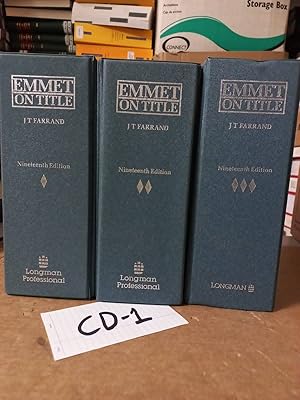 Storage Box
CONNECT
EMMET
ON TITLE
J T FARRAND
Nineteenth Edition
Longman
Professional
EMMET
ON TITLE
J T FARRAND
Nineteenth Edition
Longman
Professional
EMMET
ON TITLE
J T FARRAND
Nineteenth Edition
LONGMAN
CD-1